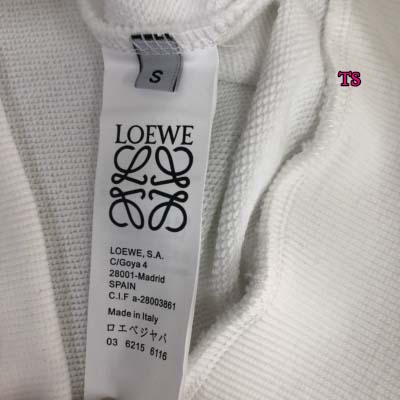 S
TS
LOEWE
LOEWE, S.A.
C/Goya 4
28001-Madrid
SPAIN
C.I.F a-28003861
Made in Italy
ロエベジャパ
03 6215 6116